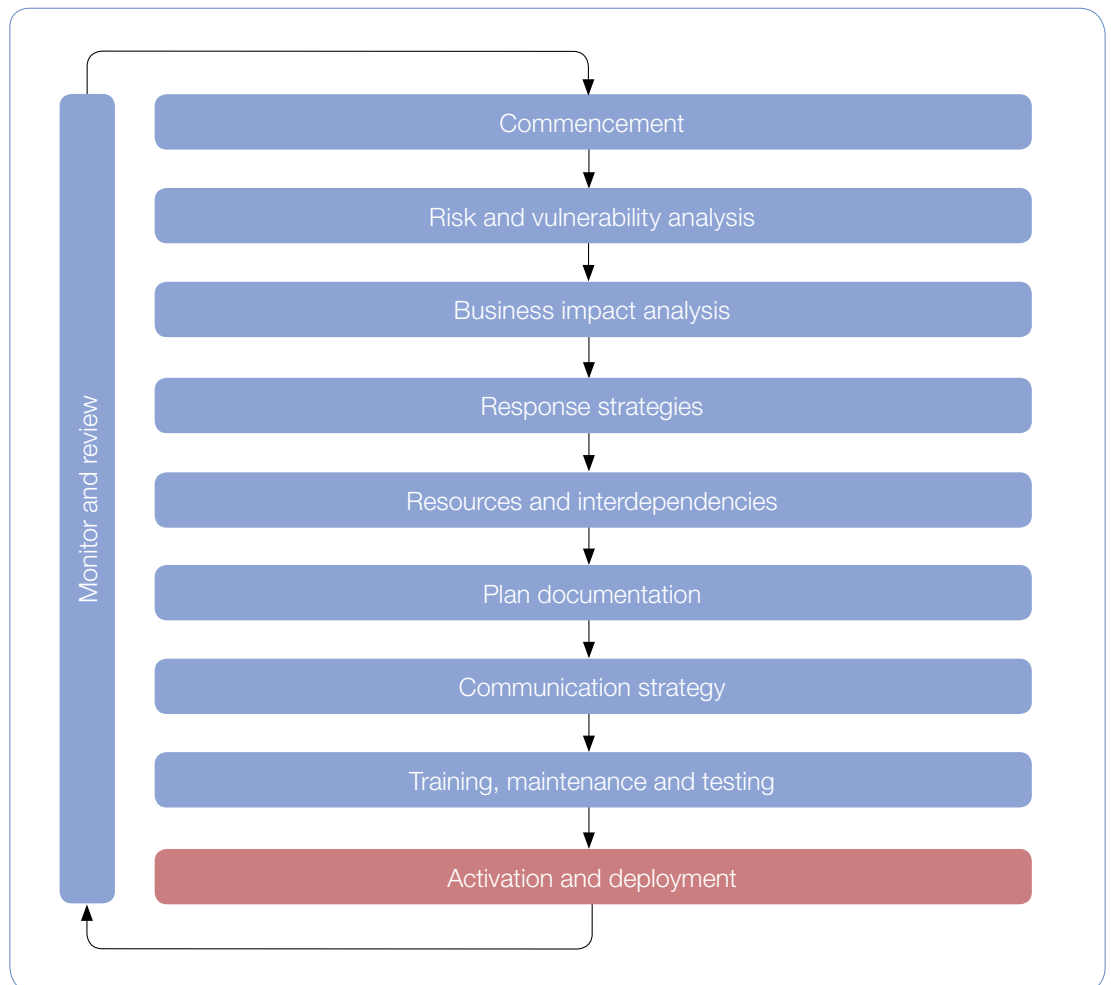 Commencement
Risk and vulnerability analysis
Business impact analysis
Response strategies
Resources and interdependencies
Plan documentation
Communication strategy
Training, maintenance and testing
Activation and deployment
Monitor and review